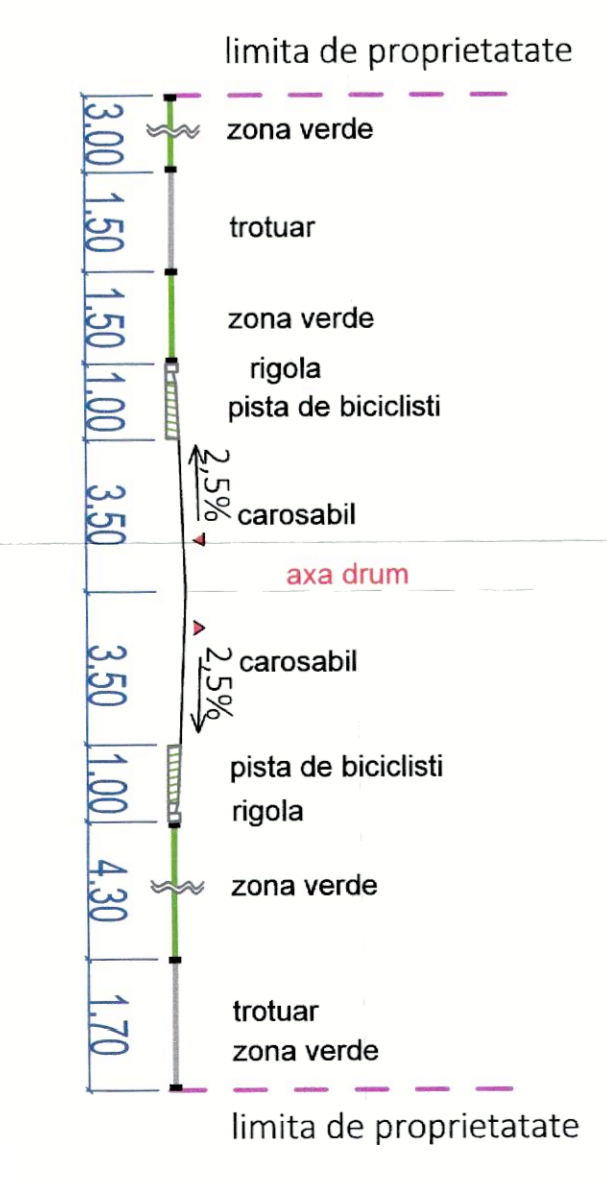 limita de proprietatate
3,00
zona verde
1,50
trotuar
1,50
zona verde
rigola
1,00
pista de biciclisti
2,5%
3,50
carosabil
axa drum
3,50
carosabil
2,5%
1,00
pista de biciclisti
rigola
4,30
zona verde
1,70
trotuar
zona verde
limita de proprietatate